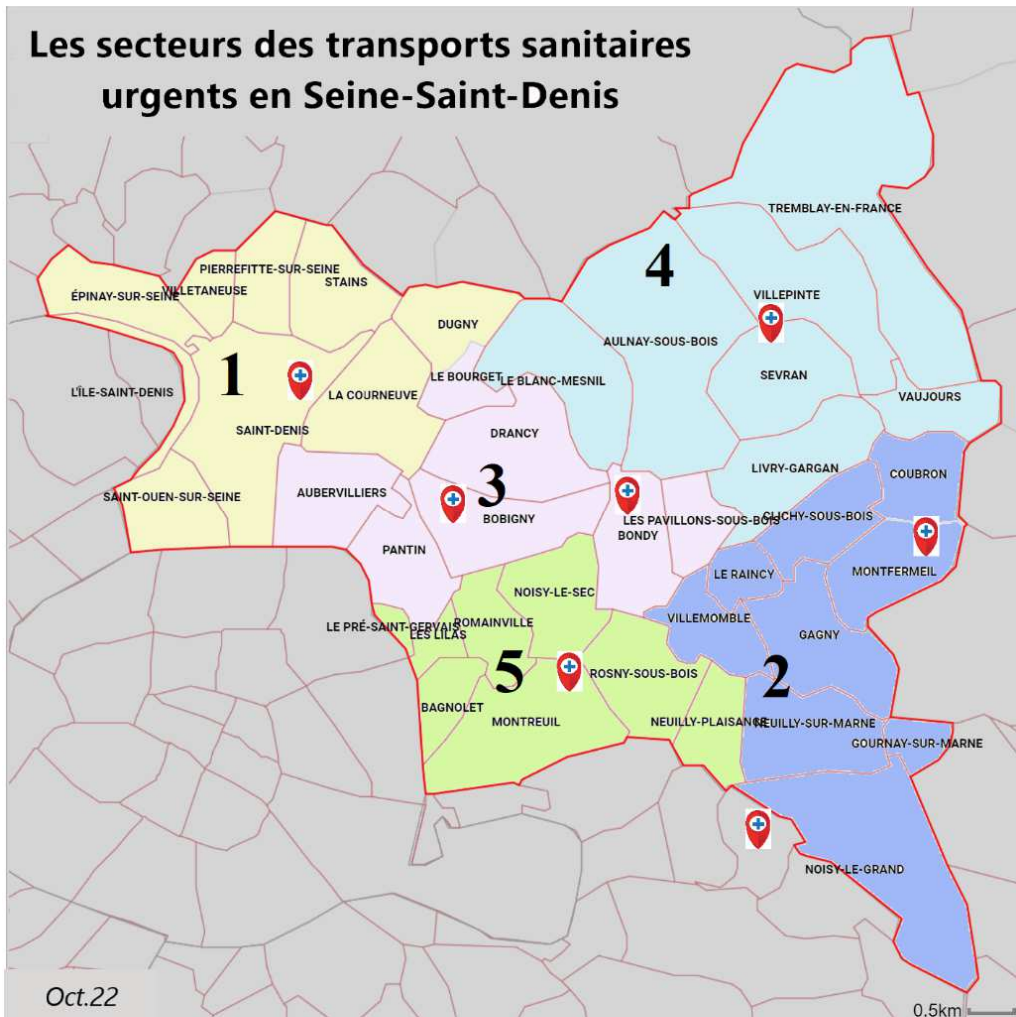 Les secteurs des transports sanitaires
urgents en Seine-Saint-Denis
TREMBLAY-EN-FRANCE
4
PIERREFITTE-SUR-SEINE
VILLETANEUSE
STAINS
ÉPINAY-SUR-SEINE
VILLEPINTE
DUGNY
AULNAY-SOUS-BOIS
1
LE BOURGET
LE BLANC-MESNIL
SEVRAN
L'ÎLE-SAINT-DENIS
LA COURNEUVE
VAUJOURS
SAINT-DENIS
DRANCY
LIVRY-GARGAN
COUBRON
SAINT-OUEN-SUR-SEINE
AUBERVILLIERS
3
BOBIGNY
LES PAVILLONS-SOUS-BOIS
CLICHY-SOUS-BOIS
BONDY
PANTIN
LE RAINCY
MONTFERMEIL
NOISY-LE-SEC
VILLEMOMBLE
LE PRÉ-SAINT-GERVAIS
ROMAINVILLE
LES LILAS
GAGNY
5
ROSNY-SOUS-BOIS
2
BAGNOLET
MONTREUIL
NEUILLY-PLAISANCE
NEUILLY-SUR-MARNE
GOURNAY-SUR-MARNE
NOISY-LE-GRAND
Oct.22
0.5km